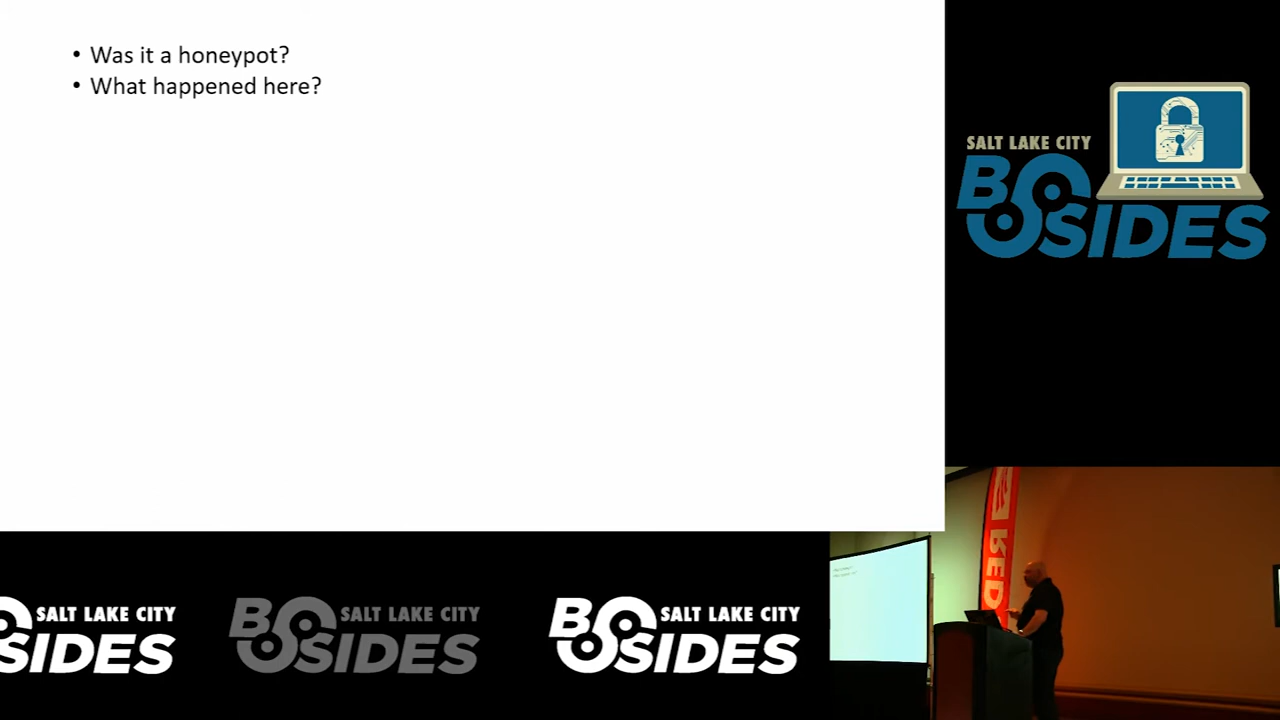 • Was it a honeypot?
• What happened here?
SALT LAKE CITY
BSIDES
RED
SALT LAKE CITY
SIDES
SALT LAKE CITY
BSIDES
SALT LAKE CITY
BSIDES